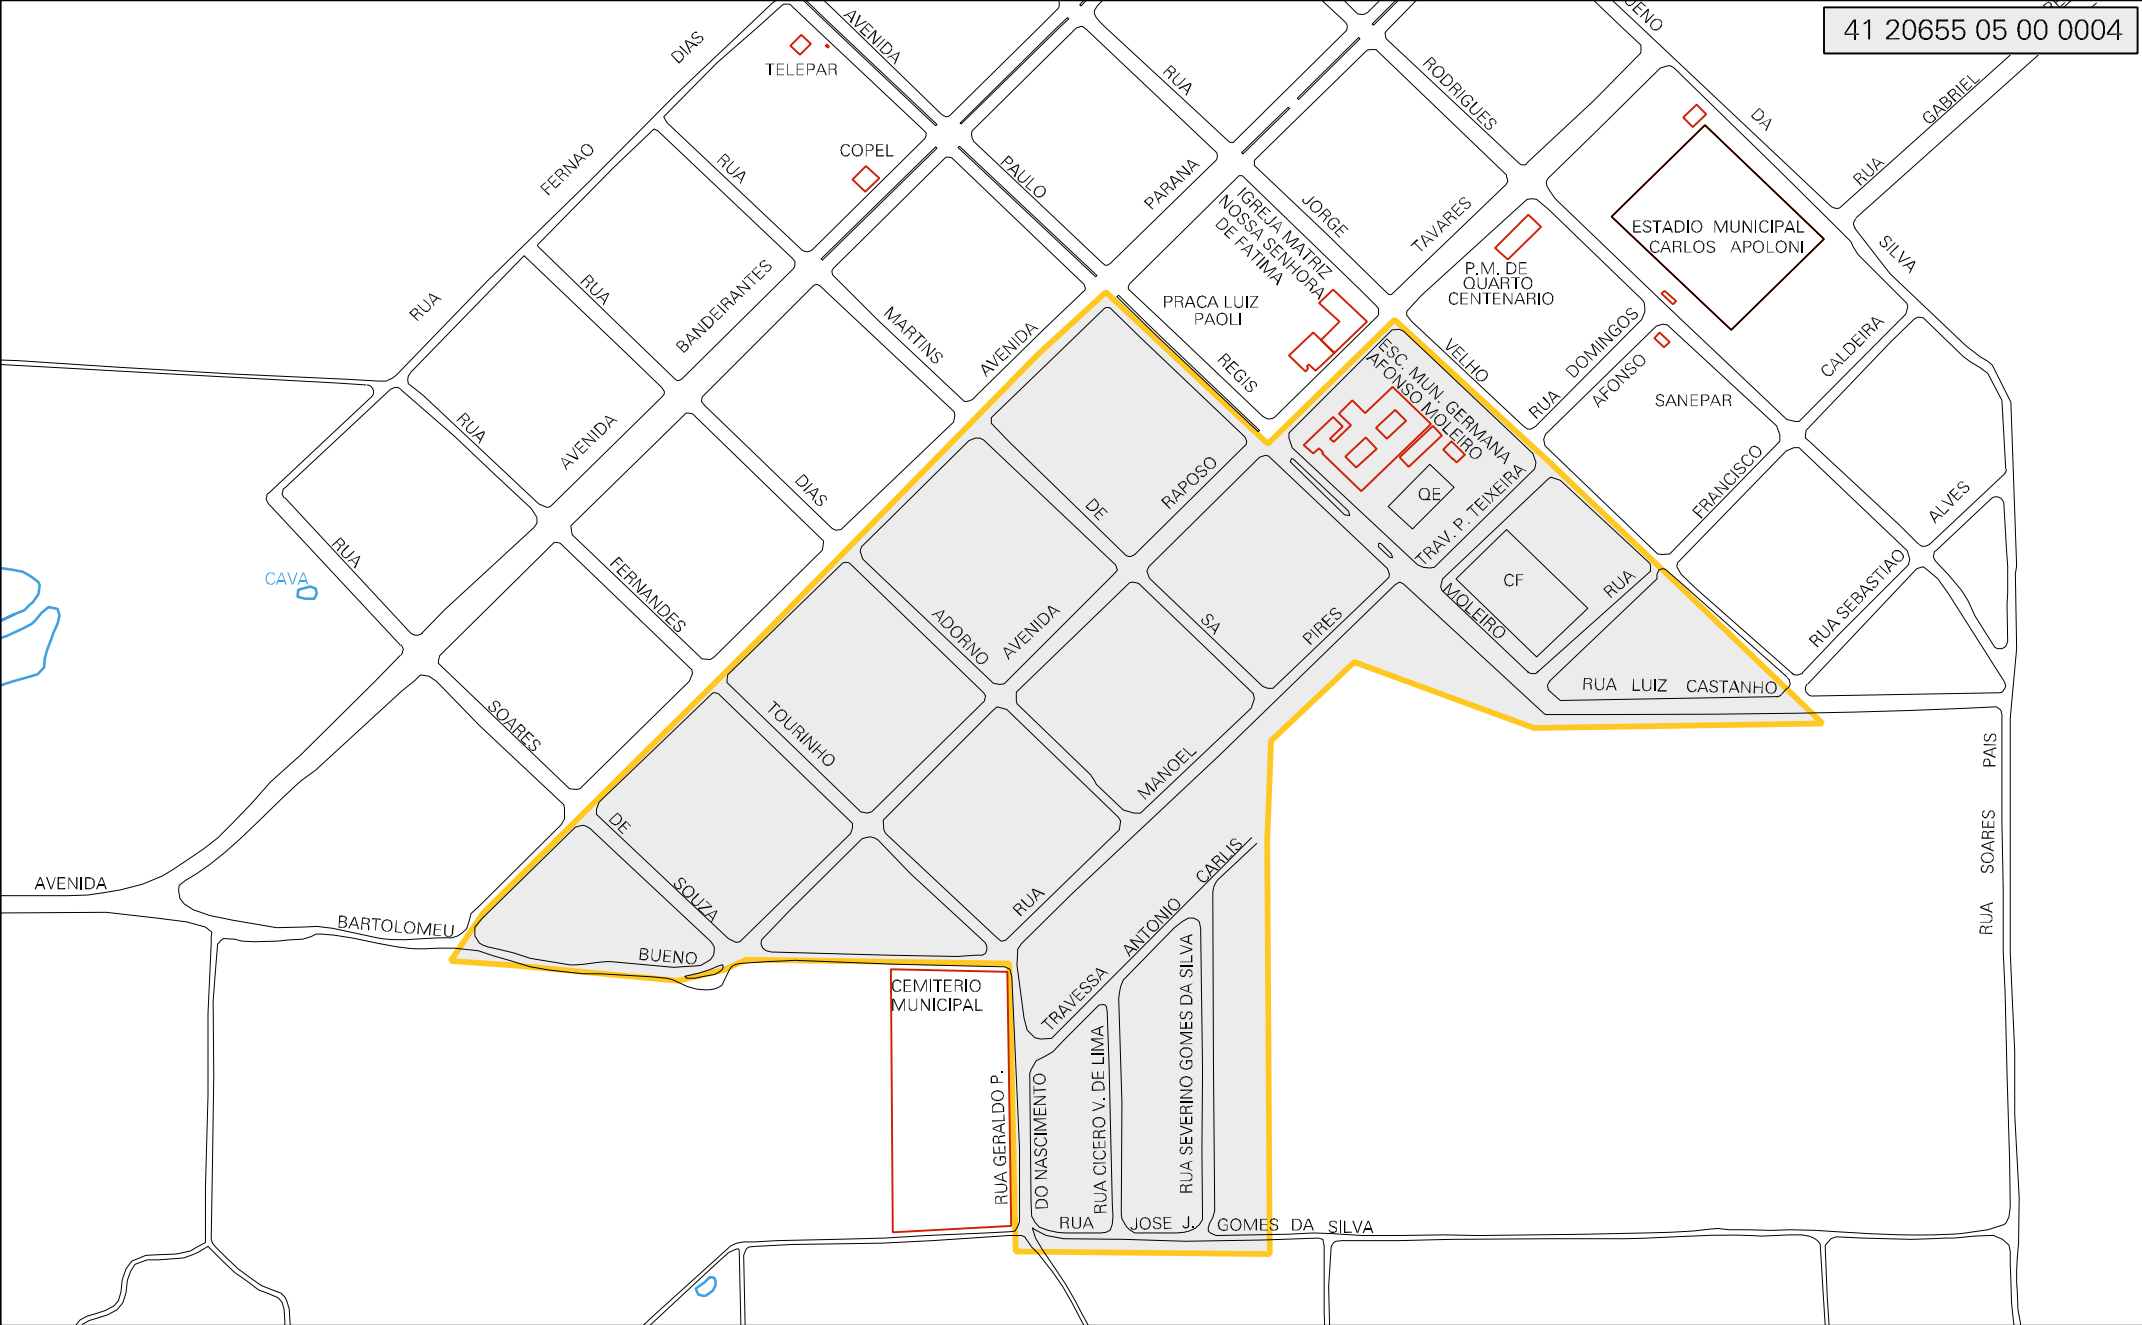 41 20655 05 00 0004
AVENIDA
DIAS
TELEPAR
RUA
RODRIGUES
DA
GABRIEL
COPEL
FERNAO
RUA
PAULO
PARANA
RUA
IGREJA MATRIZ
NOSSA SENHORA
DE FATIMA
JORGE
TAVARES
ESTADIO MUNICIPAL
CARLOS APOLONI
SILVA
P.M. DE
QUARTO
CENTENARIO
RUA
BANDEIRANTES
PRACA LUIZ
PAOLI
RUA
MARTINS
AVENIDA
REGIS
VELHO
RUA DOMINGOS
AFONSO
CALDEIRA
SANEPAR
ESC. MUN. GERMANA
AFONSO MOLEIRO
RUA
AVENIDA
DIAS
DE
RAPOSO
QE
TRAV. P. TEIXEIRA
FRANCISCO
ALVES
RUA
CAVA
FERNANDES
ADORNO
AVENIDA
SA
PIRES
CF
MOLEIRO
RUA
RUA SEBASTIAO
RUA LUIZ CASTANHO
SOARES
TOURINHO
MANOEL
RUA SOARES PAIS
DE
SOUZA
RUA
AVENIDA
BARTOLOMEU
BUENO
TRAVESSA ANTONIO CARLIS
CEMITERIO
MUNICIPAL
RUA GERALDO P.
DO NASCIMENTO
RUA CICERO V. DE LIMA
RUA SEVERINO GOMES DA SILVA
RUA JOSE J. GOMES DA SILVA